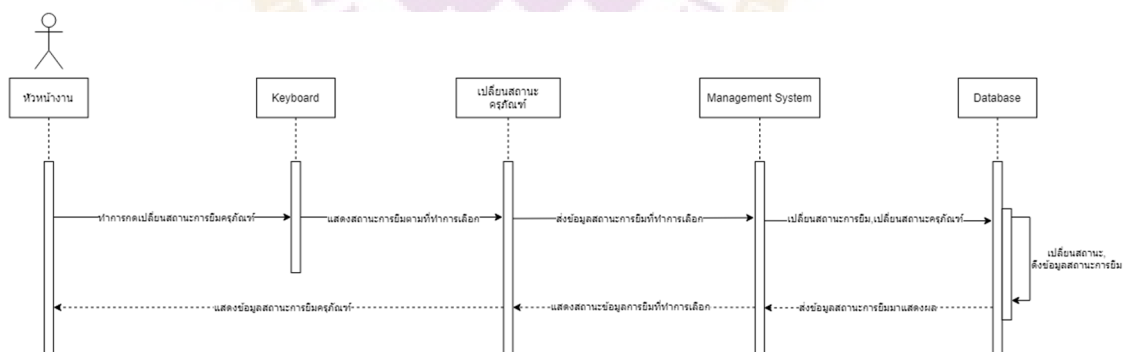 หัวหน้างาน
Keyboard
เปลี่ยนสถานะ
ครุภัณฑ์
Management System
Database
ทำการกดเปลี่ยนสถานะการยืมครุภัณฑ์
แสดงสถานะการยืมตามที่ทำการเลือก
ส่งข้อมูลสถานะการยืมที่ทำการเลือก
เปลี่ยนสถานะการยืม,เปลี่ยนสถานะครุภัณฑ์
เปลี่ยนสถานะ,
ดึงข้อมูลสถานะการยืม
แสดงข้อมูลสถานะการยืมครุภัณฑ์
แสดงสถานะข้อมูลการยืมที่ทำการเลือก
ส่งข้อมูลสถานะการยืมมาแสดงผล